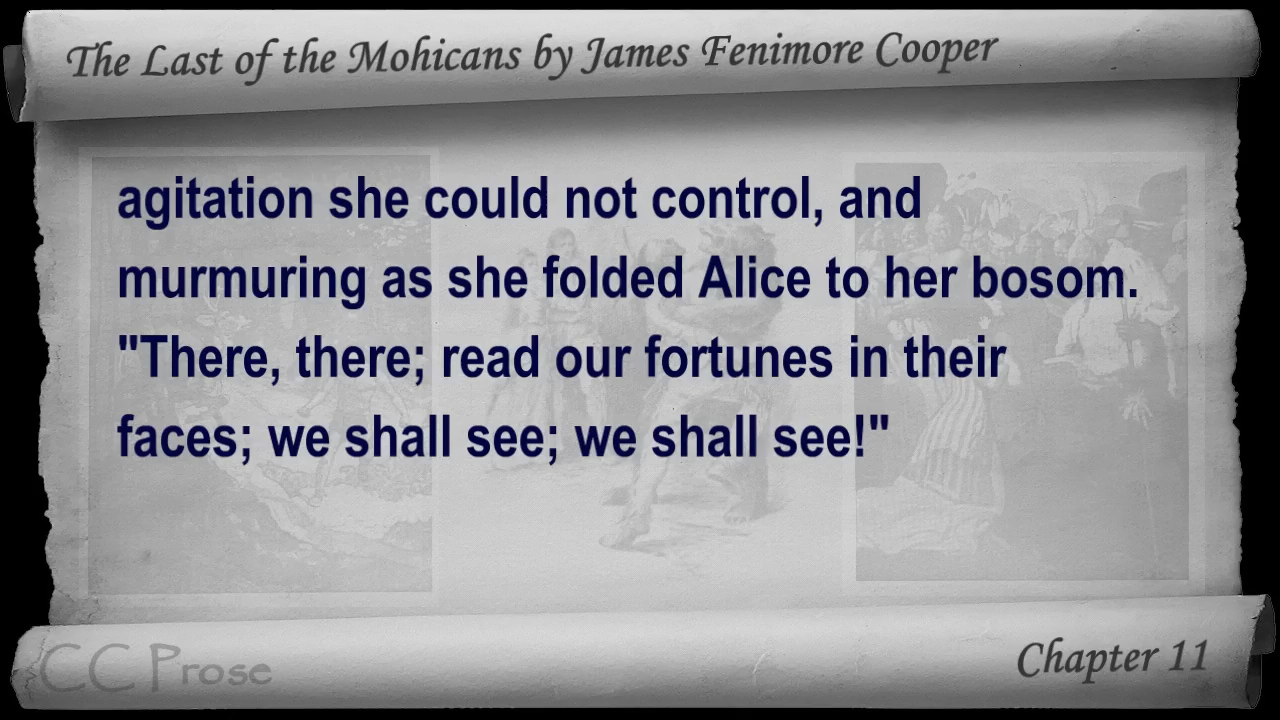 The Last of the Mohicans by James Fenimore Cooper
agitation she could not control, and
murmuring as she folded Alice to her bosom.
"There, there; read our fortunes in their
faces; we shall see; we shall see!"
CC Prose
Chapter 11